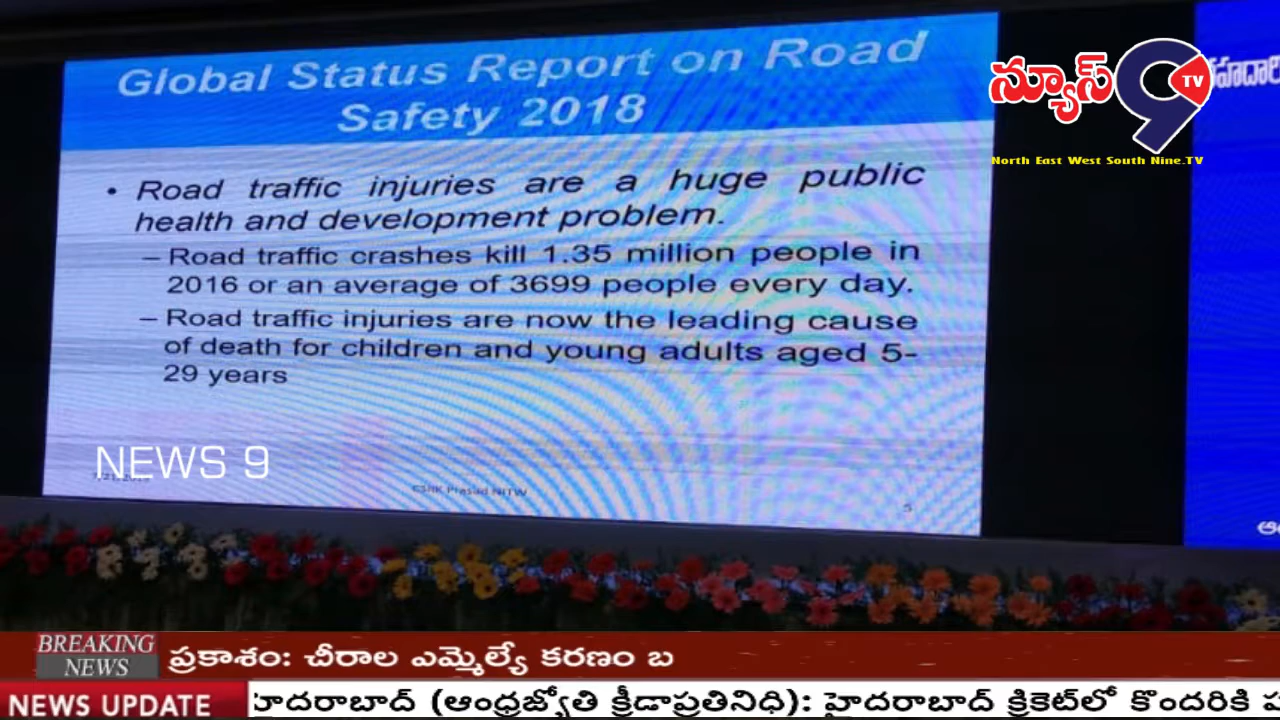 Global Status Report on Road
Safety 2018
న్యూస్ 9 TV
North East West South Nine.TV
• Road traffic injuries are a huge public
health and development problem.
– Road traffic crashes kill 1.35 million people in
2016 or an average of 3699 people every day.
– Road traffic injuries are now the leading cause
of death for children and young adults aged 5-
29 years
NEWS 9
CSRK Prasad NITW
5
BREAKING
NEWS
ప్రకాశం: చీరాల ఎమ్మెల్యే కరణం బ
NEWS UPDATE
హైదరాబాద్ (ఆంధ్రజ్యోతి క్రీడాప్రతినిధి): హైదరాబాద్ క్రికెట్‌లో కొందరికి